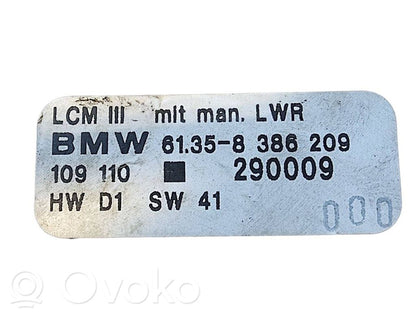 LCM III mit man. LWR
BMW 61.35-8 386 209
109 110 ■ 290009
HW D1 SW 41
000
© Ovoko